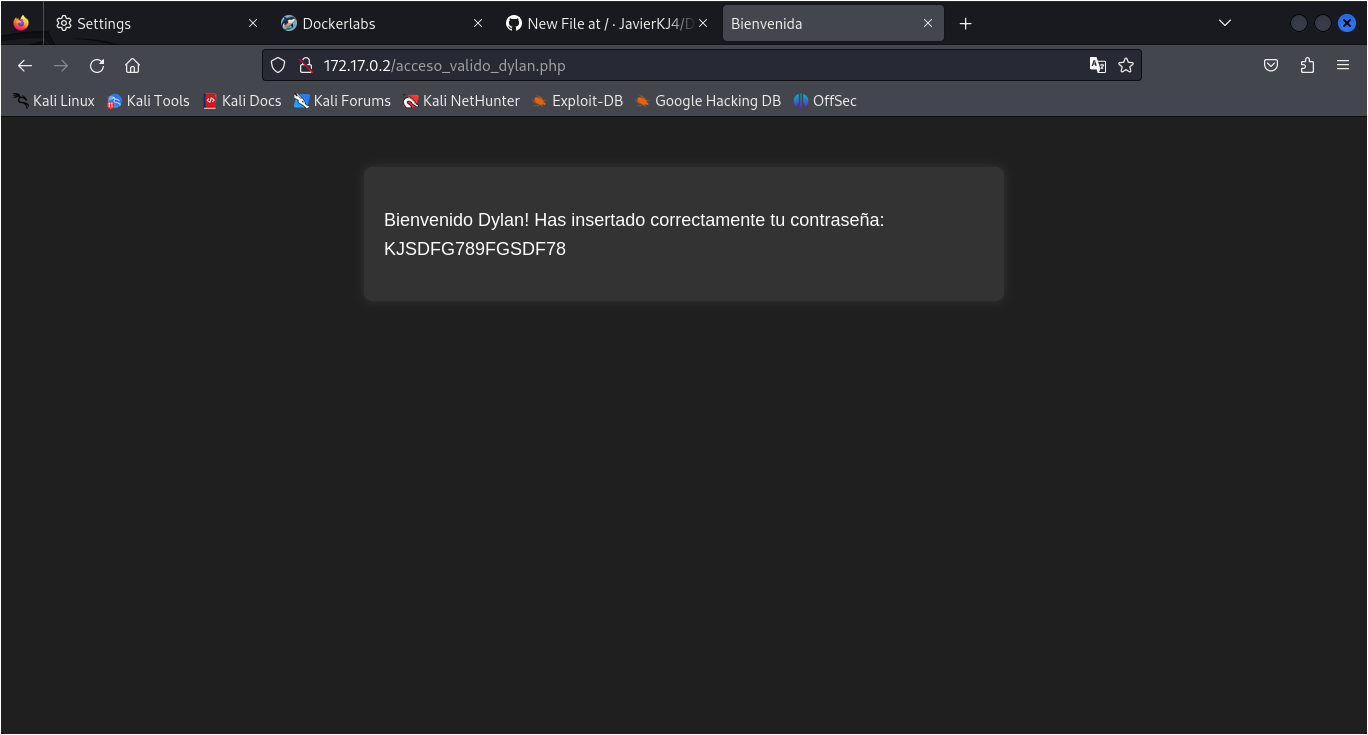 Settings
Dockerlabs
New File at / · JavierKJ4/D
Bienvenida
172.17.0.2/acceso_valido_dylan.php
Kali Linux
Kali Tools
Kali Docs
Kali Forums
Kali NetHunter
Exploit-DB
Google Hacking DB
OffSec
Bienvenido Dylan! Has insertado correctamente tu contraseña:
KJSDFG789FGSDF78